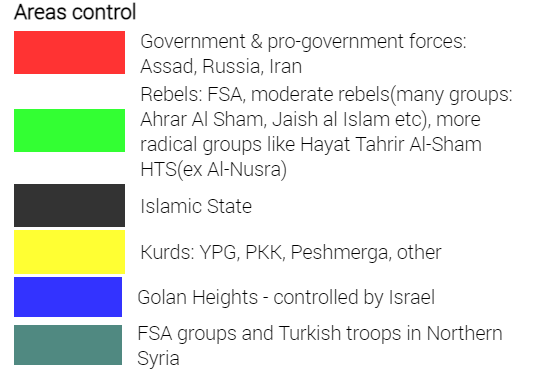 Areas control
Government & pro-government forces:
Assad, Russia, Iran
Rebels: FSA, moderate rebels(many groups:
Ahrar Al Sham, Jaish al Islam etc), more
radical groups like Hayat Tahrir Al-Sham
HTS(ex Al-Nusra)
Islamic State
Kurds: YPG, PKK, Peshmerga, other
Golan Heights - controlled by Israel
FSA groups and Turkish troops in Northern
Syria